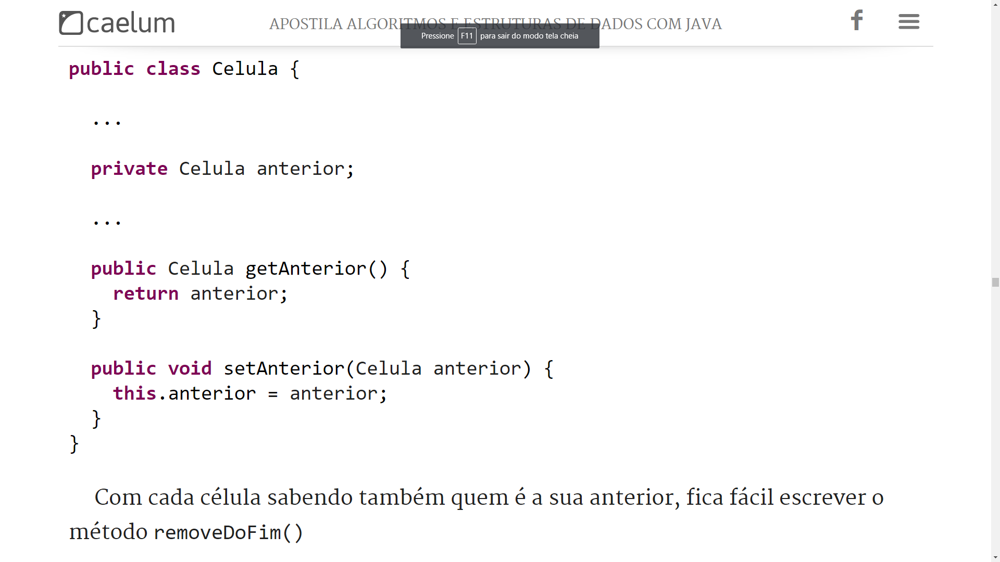 caelum
APOSTILA ALGORITMOS E ESTRUTURAS DE DADOS COM JAVA
Pressione F11 para sair do modo tela cheia
public class Celula {
...
private Celula anterior;
...
public Celula getAnterior() {
return anterior;
}
public void setAnterior(Celula anterior) {
this.anterior = anterior;
}
}
Com cada célula sabendo também quem é a sua anterior, fica fácil escrever o
método removeDoFim()